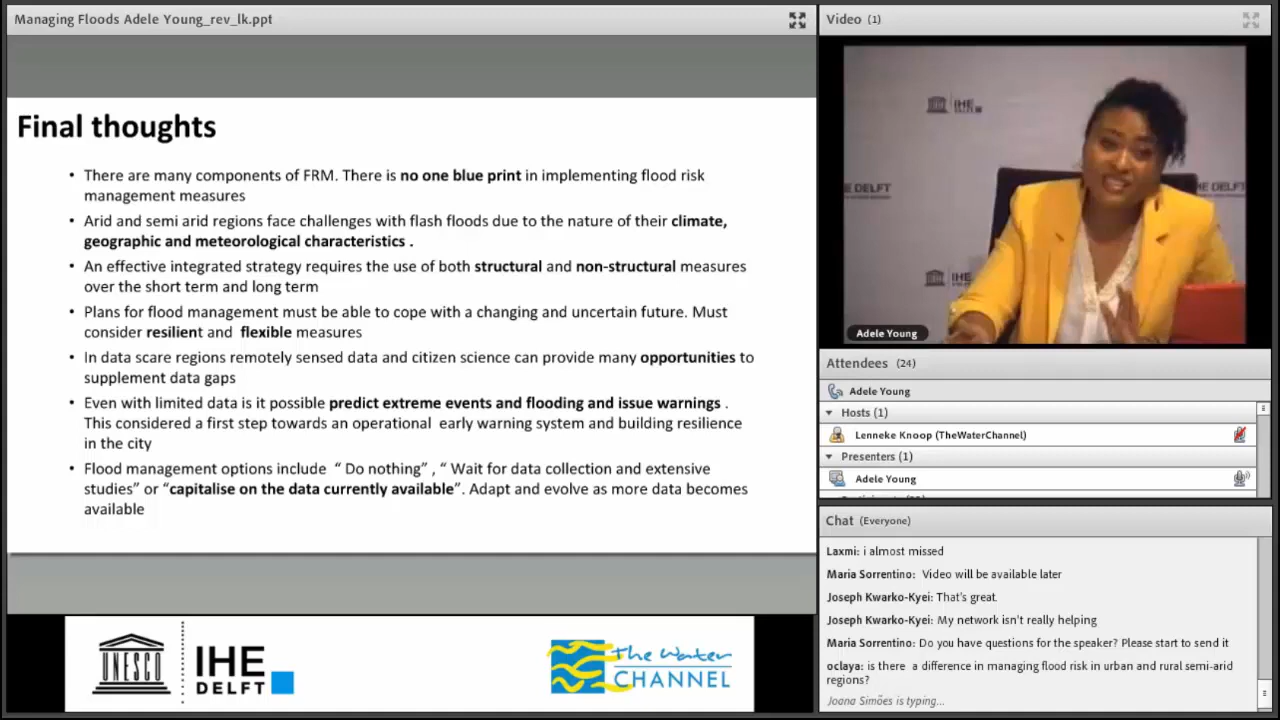 Managing Floods Adele Young_rev_lk.ppt
Final thoughts
• There are many components of FRM. There is no one blue print in implementing flood risk
management measures
• Arid and semi arid regions face challenges with flash floods due to the nature of their climate,
geographic and meteorological characteristics .
• An effective integrated strategy requires the use of both structural and non-structural measures
over the short term and long term
• Plans for flood management must be able to cope with a changing and uncertain future. Must
consider resilient and flexible measures
• In data scare regions remotely sensed data and citizen science can provide many opportunities to
supplement data gaps
• Even with limited data is it possible predict extreme events and flooding and issue warnings .
This considered a first step towards an operational early warning system and building resilience
in the city
• Flood management options include “ Do nothing” , “ Wait for data collection and extensive
studies” or “capitalise on the data currently available”. Adapt and evolve as more data becomes
available
UNESCO
IHE
DELFT
The Water
CHANNEL
Video (1)
IHE
HE DELFT
IHE DELFT
IHE
Adele Young
Attendees (24)
Adele Young
Hosts (1)
Lenneke Knoop (TheWaterChannel)
Presenters (1)
Adele Young
Chat (Everyone)
Laxmi: i almost missed
Maria Sorrentino: Video will be available later
Joseph Kwarko-Kyei: That's great.
Joseph Kwarko-Kyei: My network isn't really helping
Maria Sorrentino: Do you have questions for the speaker? Please start to send it
oclaya: is there a difference in managing flood risk in urban and rural semi-arid
regions?
Joana Simões is typing...